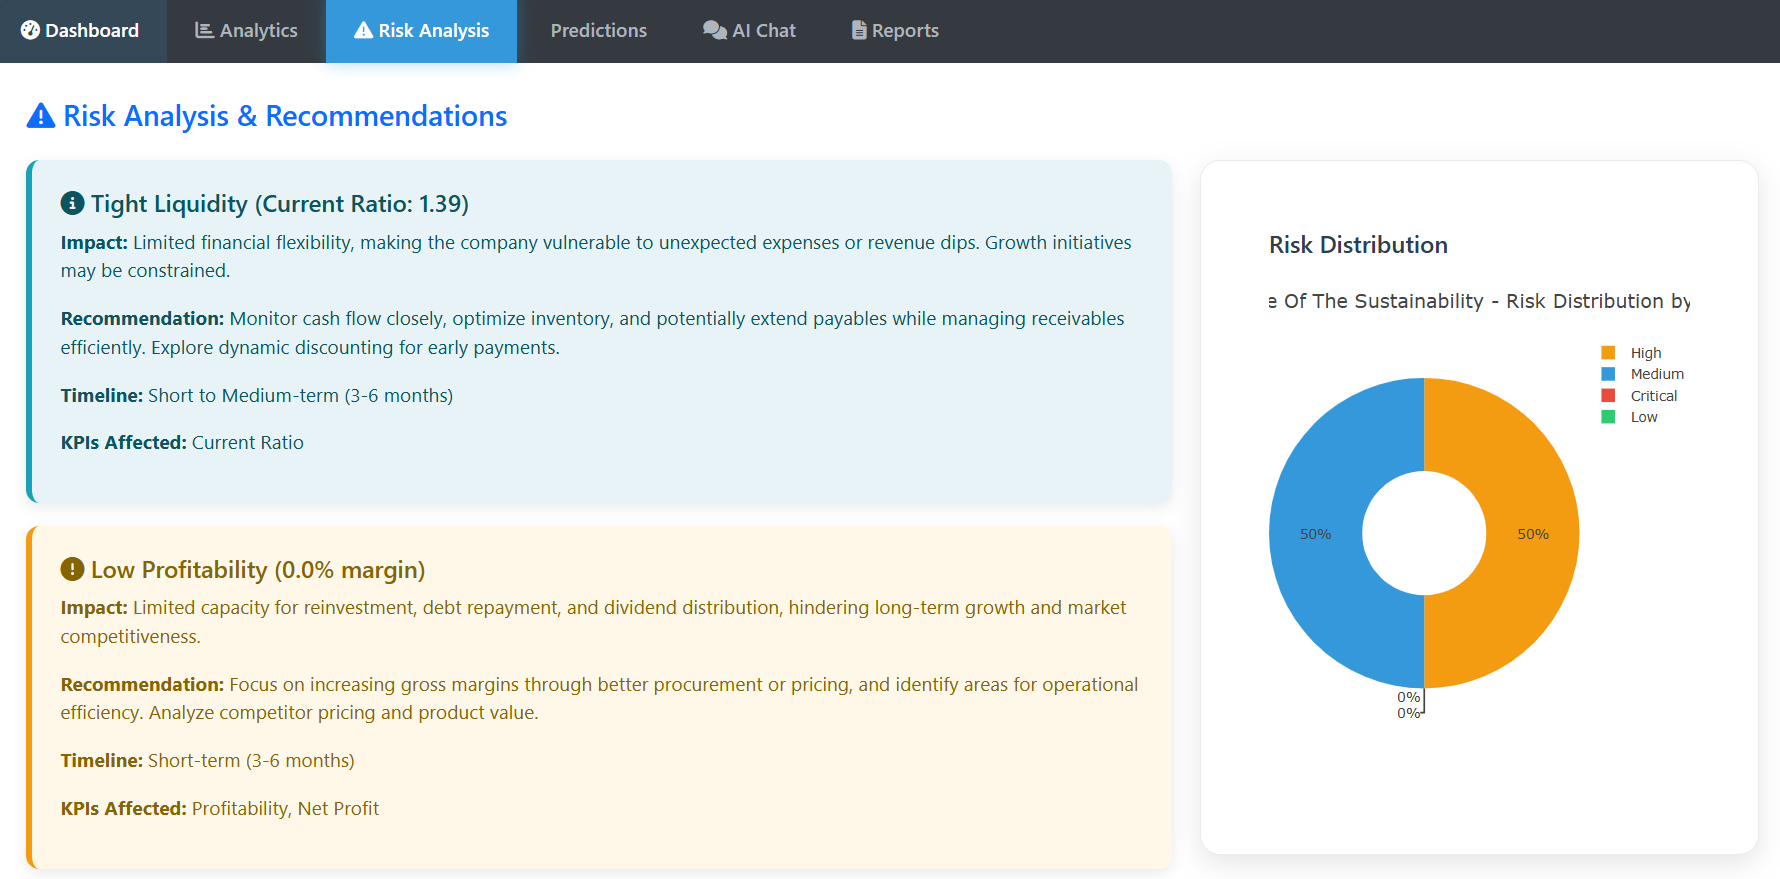 Dashboard Analytics Risk Analysis Predictions AI Chat Reports
Risk Analysis & Recommendations
Tight Liquidity (Current Ratio: 1.39)
Impact: Limited financial flexibility, making the company vulnerable to unexpected expenses or revenue dips. Growth initiatives
may be constrained.
Recommendation: Monitor cash flow closely, optimize inventory, and potentially extend payables while managing receivables
efficiently. Explore dynamic discounting for early payments.
Timeline: Short to Medium-term (3-6 months)
KPIs Affected: Current Ratio
Low Profitability (0.0% margin)
Impact: Limited capacity for reinvestment, debt repayment, and dividend distribution, hindering long-term growth and market
competitiveness.
Recommendation: Focus on increasing gross margins through better procurement or pricing, and identify areas for operational
efficiency. Analyze competitor pricing and product value.
Timeline: Short-term (3-6 months)
KPIs Affected: Profitability, Net Profit
Risk Distribution
e Of The Sustainability - Risk Distribution by
High
Medium
Critical
Low
50% 50%
0%
0%